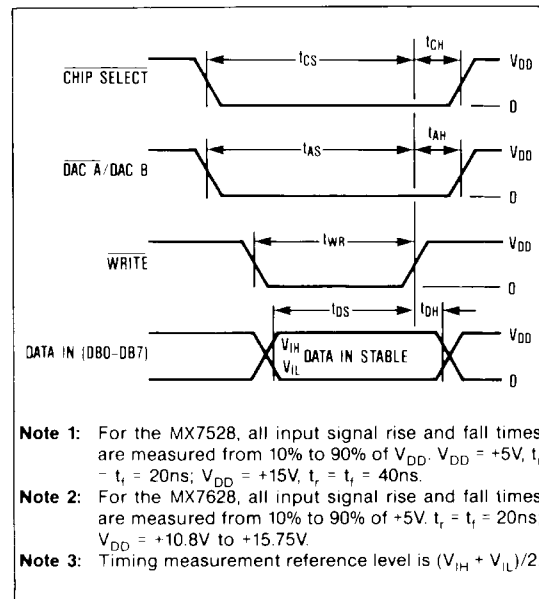 tCS
tCH
VDD
CHIP SELECT
0
tAS
tAH
VDD
DAC A/DAC B
0
tWR
VDD
WRITE
0
tDS
tDH
VDD
DATA IN (DB0-DB7)
VIH
DATA IN STABLE
VIL
0
Note 1: For the MX7528, all input signal rise and fall times
are measured from 10% to 90% of VDD. VDD = +5V, tr
= tf = 20ns; VDD = +15V, tr = tf = 40ns.
Note 2: For the MX7628, all input signal rise and fall times
are measured from 10% to 90% of +5V. tr = tf = 20ns
VDD = +10.8V to +15.75V.
Note 3: Timing measurement reference level is (VIH + VIL)/2